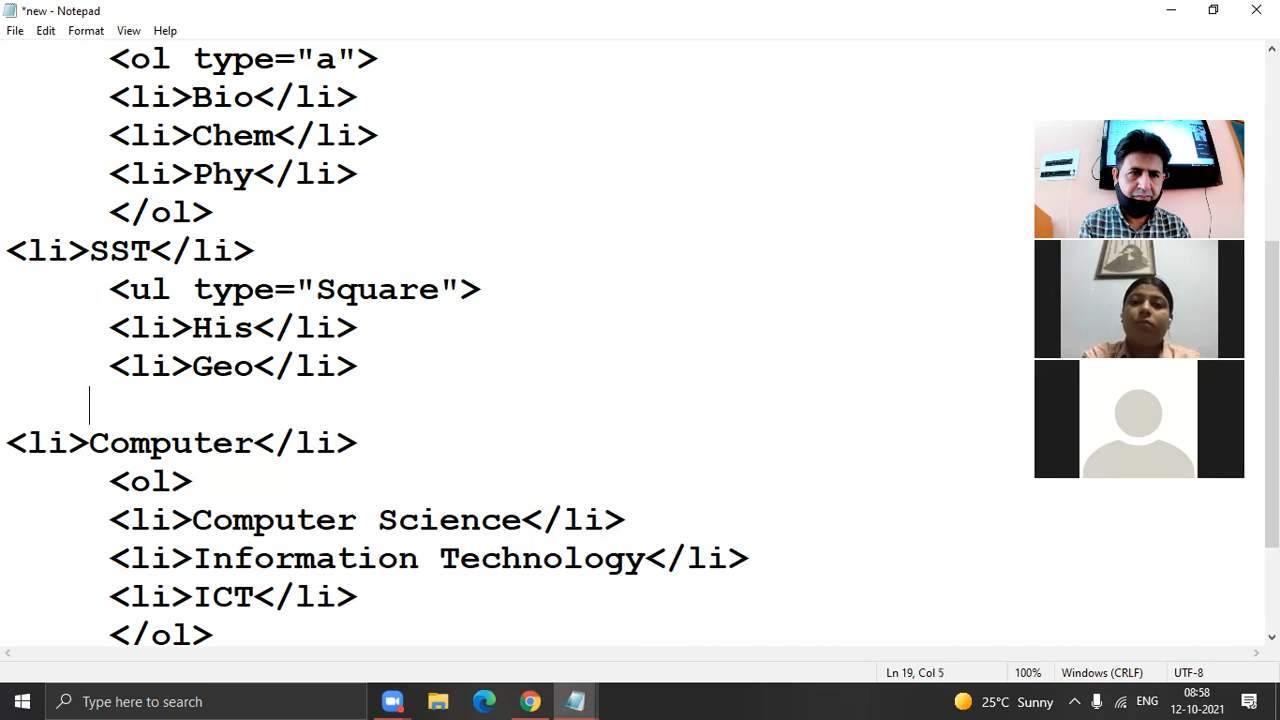 *new - Notepad
File Edit Format View Help
<ol type="a">
<li>Bio</li>
<li>Chem</li>
<li>Phy</li>
</ol>
<li>SST</li>
<ul type="Square">
<li>His</li>
<li>Geo</li>
<li>Computer</li>
<ol>
<li>Computer Science</li>
<li>Information Technology</li>
<li>ICT</li>
</ol>
Ln 19, Col 5 100% Windows (CRLF) UTF-8
Type here to search 25°C Sunny ENG 08:58
12-10-2021